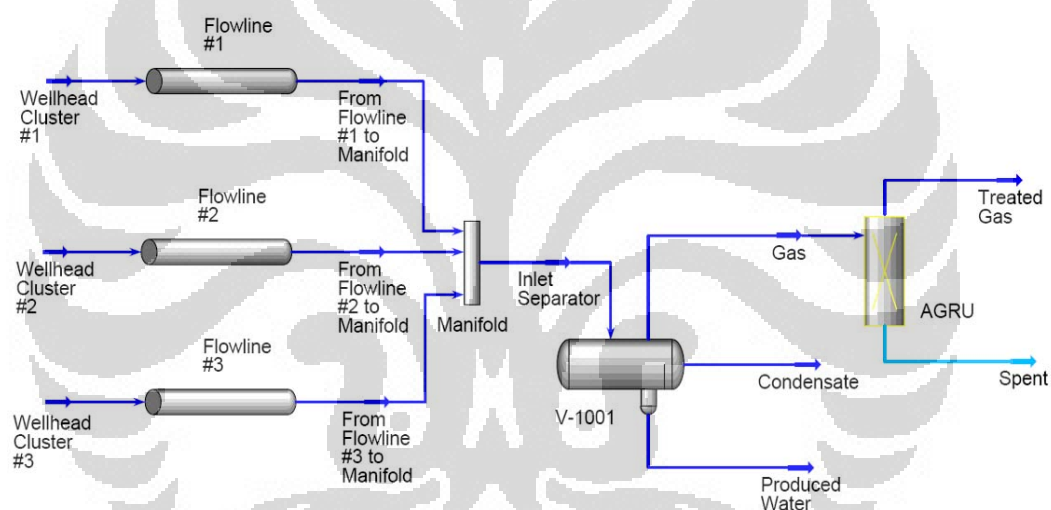 Flowline
#1
Wellhead
Cluster
#1
From
Flowline
#1 to
Manifold
Flowline
#2
Wellhead
Cluster
#2
From
Flowline
#2 to
Manifold
Flowline
#3
Wellhead
Cluster
#3
From
Flowline
#3 to
Manifold
Manifold
Inlet
Separator
V-1001
Gas
Condensate
Produced
Water
Treated
Gas
AGRU
Spent